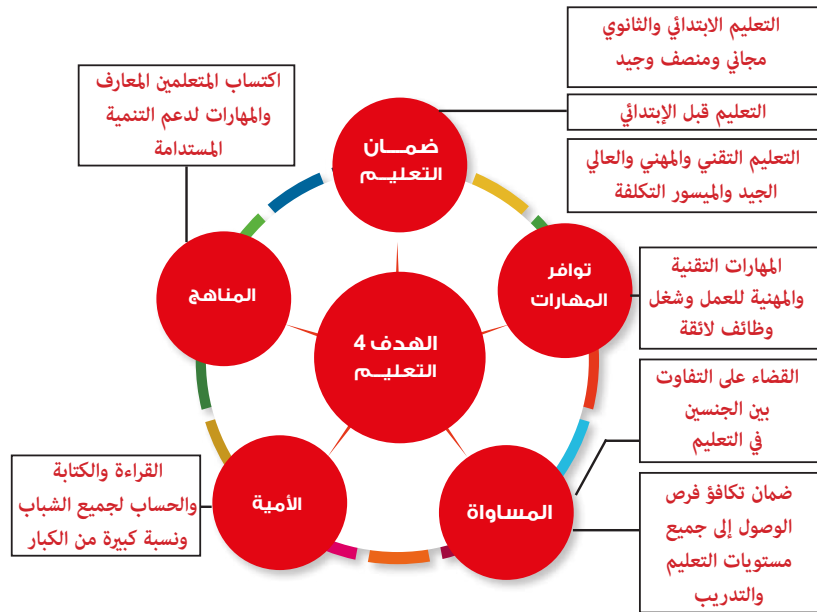 التعليم الابتدائي والثانوي
مجاني ومنصف وجيد
التعليم قبل الإبتدائي
التعليم التقني والمهني والعالي
الجيد والميسور التكلفة
ضمــان
التعليــم
اكتساب المتعلمين المعارف
والمهارات لدعم التنمية
المستدامة
توافر
المهارات
المهارات التقنية
والمهنية للعمل وشغل
وظائف لائقة
المناهج
الهدف 4
التعليــم
القضاء على التفاوت
بين الجنسين
في التعليم
المساواة
ضمان تكافؤ فرص
الوصول إلى جميع
مستويات التعليم
والتدريب
الأمية
القراءة والكتابة
والحساب لجميع الشباب
ونسبة كبيرة من الكبار